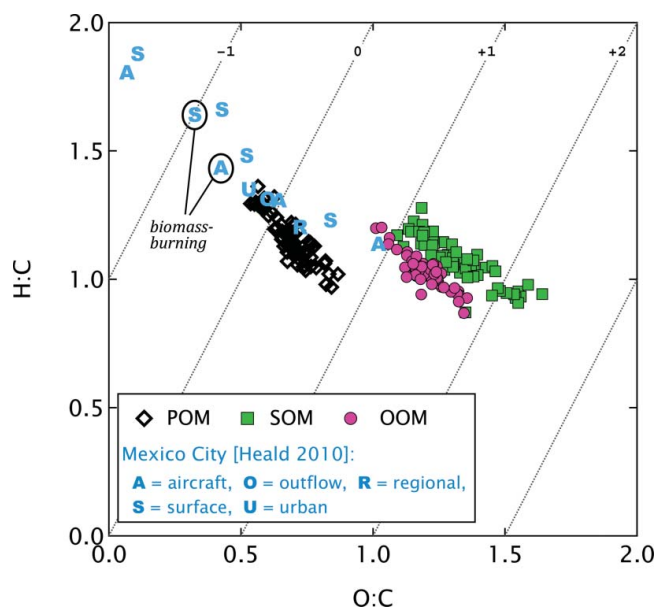 2.0
1.5
1.0
0.5
0.0
H:C
0.0
0.5
1.0
1.5
2.0
O:C
-1
0
+1
+2
S
A
S
S
A
S
U
O
A
R
S
A
biomass-
burning
POM SOM OOM
Mexico City [Heald 2010]:
A = aircraft, O = outflow, R = regional,
S = surface, U = urban